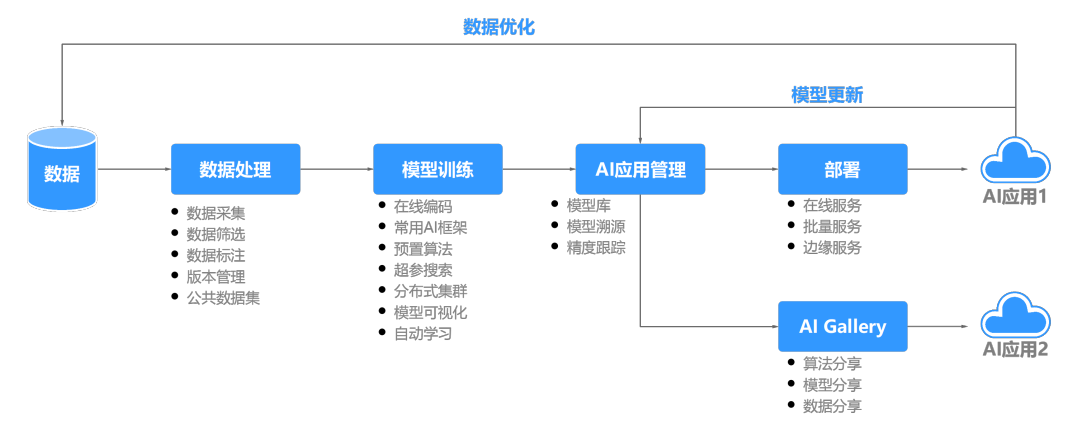 数据优化
模型更新
数据
数据处理
数据采集
数据筛选
数据标注
版本管理
公共数据集
模型训练
在线编码
常用AI框架
预置算法
超参搜索
分布式集群
模型可视化
自动学习
AI应用管理
模型库
模型溯源
精度跟踪
部署
在线服务
批量服务
边缘服务
AI应用1
AI Gallery
算法分享
模型分享
数据分享
AI应用2